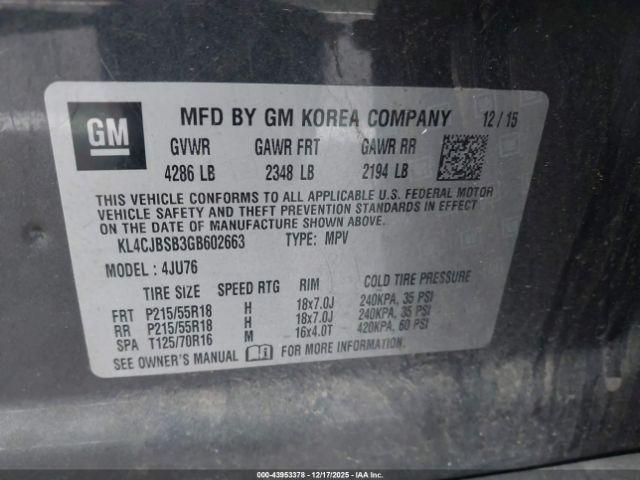 GM
MFD BY GM KOREA COMPANY 12/15
GVWR GAWR FRT GAWR RR
4286 LB 2348 LB 2194 LB
THIS VEHICLE CONFORMS TO ALL APPLICABLE U.S. FEDERAL MOTOR
VEHICLE SAFETY AND THEFT PREVENTION STANDARDS IN EFFECT
ON THE DATE OF MANUFACTURE SHOWN ABOVE.
KL4CJBSB3GB602663 TYPE: MPV
MODEL : 4JU76
TIRE SIZE SPEED RTG RIM COLD TIRE PRESSURE
FRT P215/55R18 H 18x7.0J 240KPA, 35 PSI
RR P215/55R18 H 18x7.0J 240KPA, 35 PSI
SPA T125/70R16 M 16x4.0T 420KPA, 60 PSI
SEE OWNER'S MANUAL FOR MORE INFORMATION.
000-43953378 - 12/17/2025 - IAAI.COM